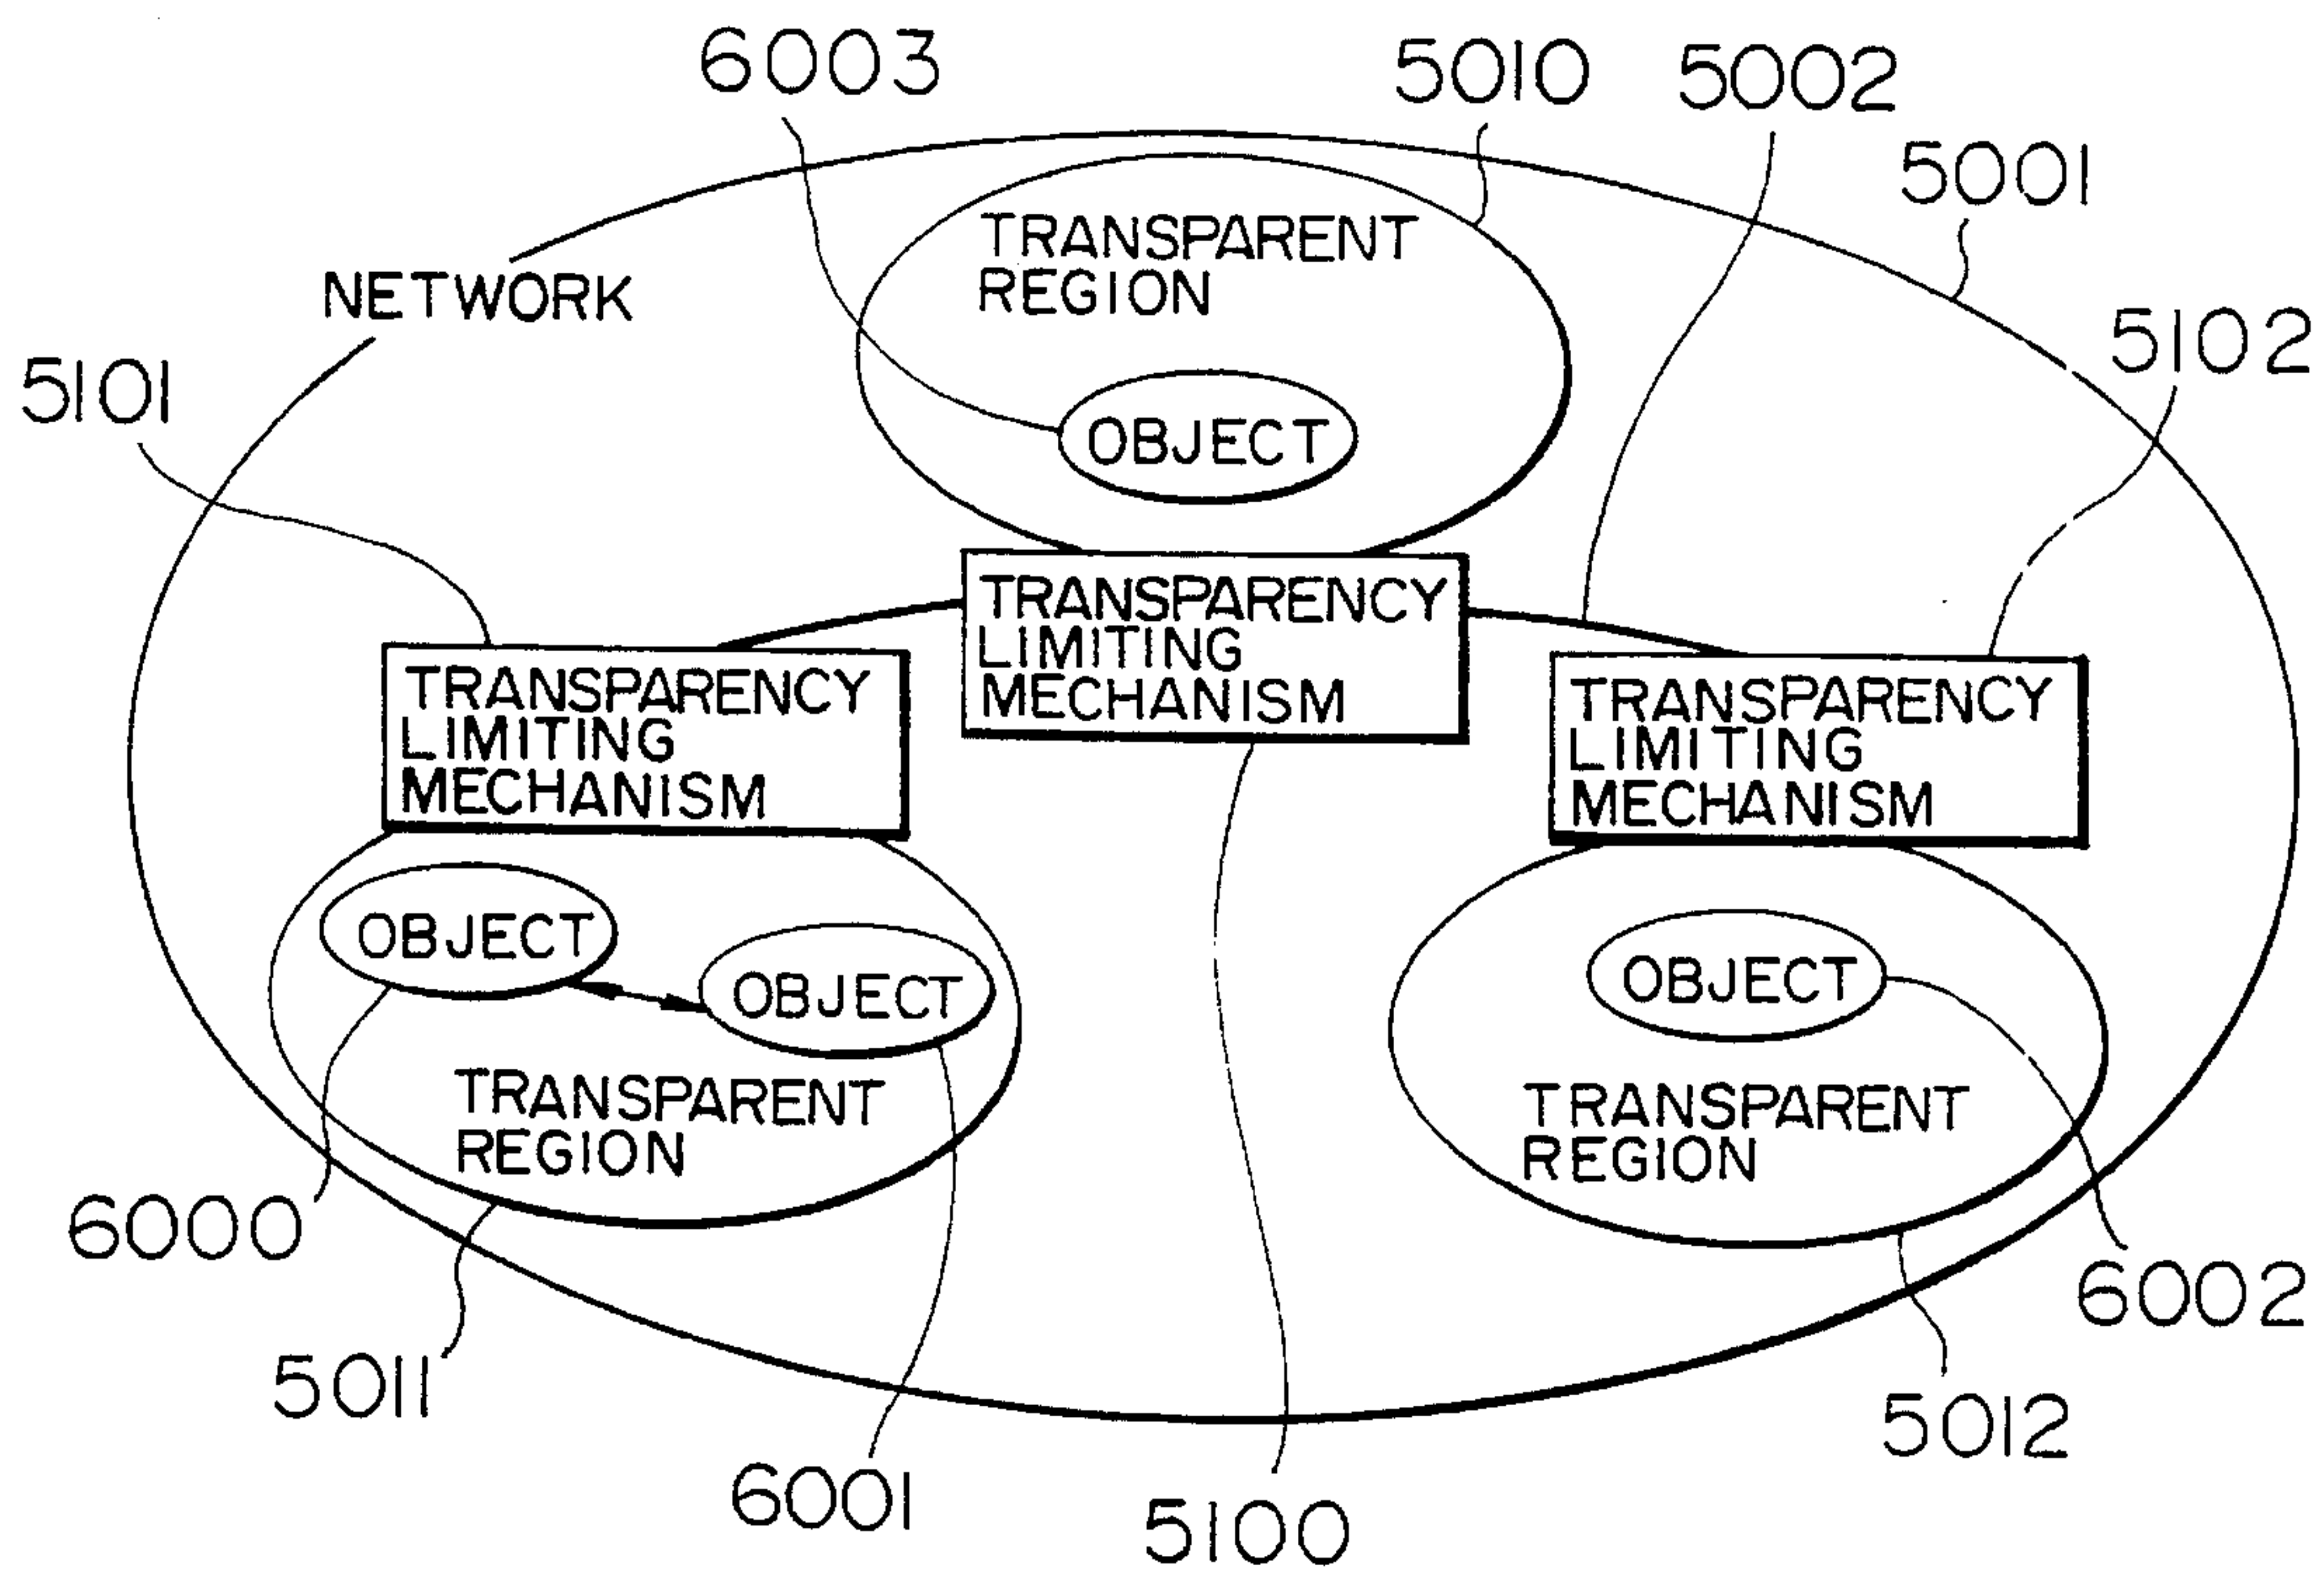 6003
5010
5002
5001
TRANSPARENT
REGION
NETWORK
5102
5101
OBJECT
TRANSPARENCY
LIMITING
MECHANISM
TRANSPARENCY
LIMITING
MECHANISM
TRANSPARENCY
LIMITING
MECHANISM
OBJECT
OBJECT
OBJECT
TRANSPARENT
REGION
TRANSPARENT
REGION
6000
6002
5011
5012
6001
5100